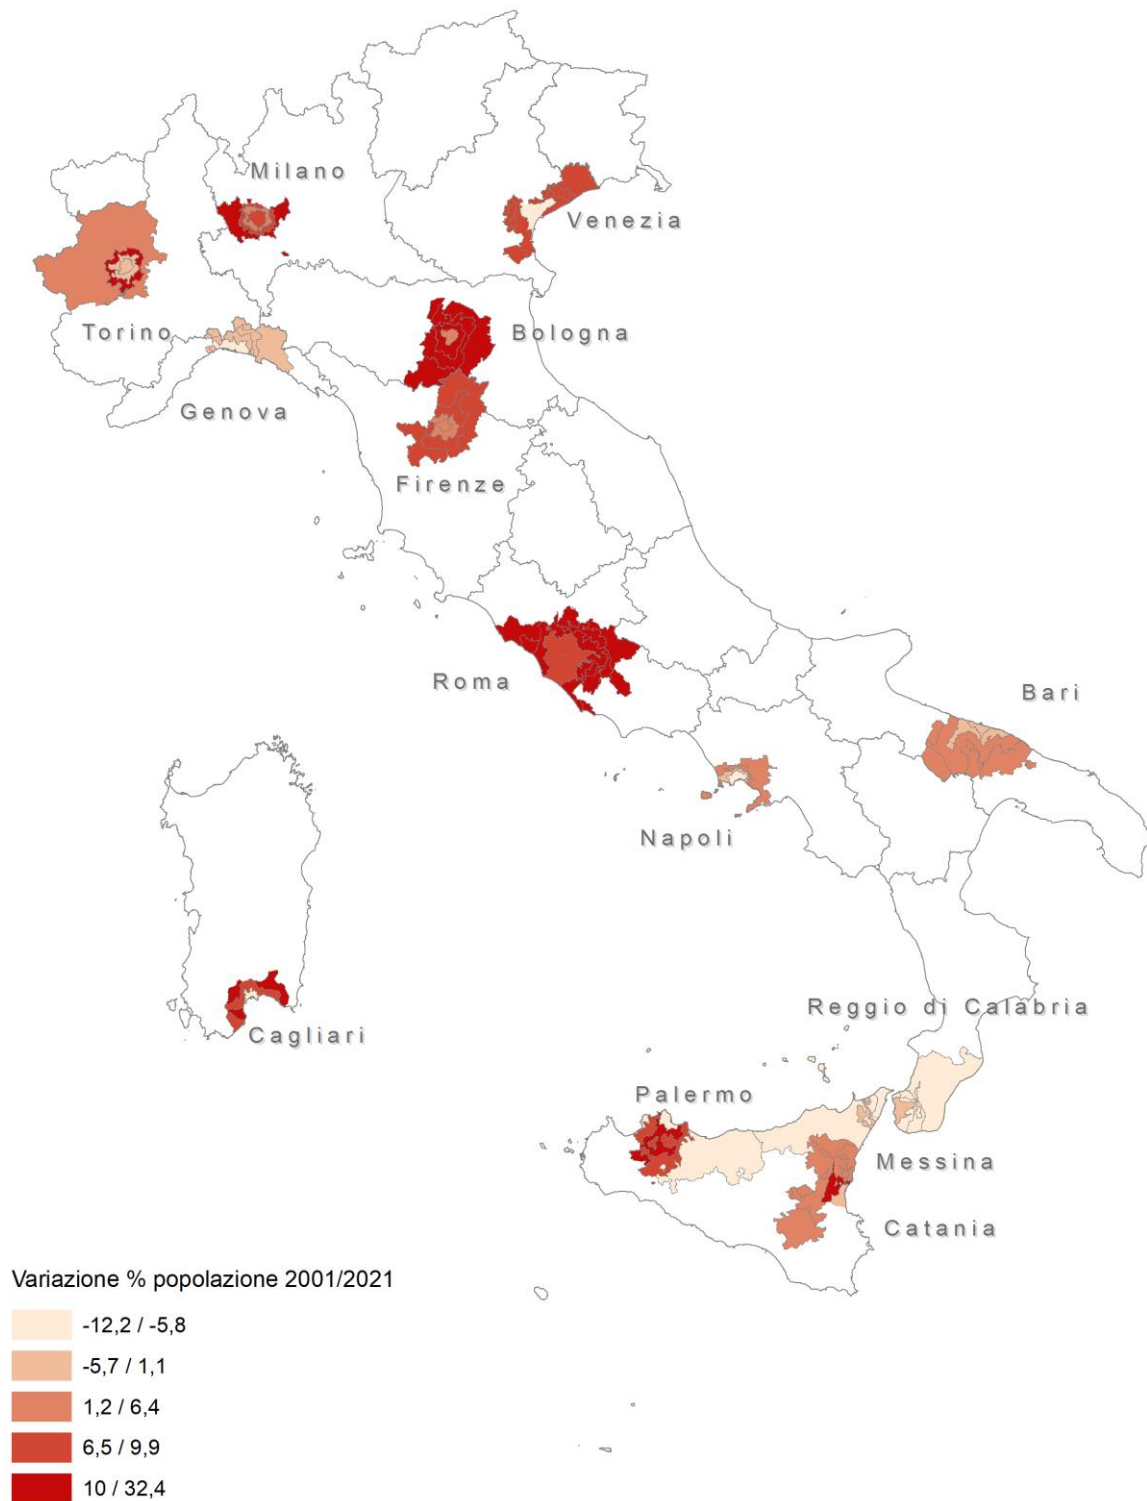 Milano
Venezia
Torino
Bologna
Genova
Firenze
Roma
Bari
Napoli
Reggio di Calabria
Cagliari
Palermo
Messina
Catania
Variazione % popolazione 2001/2021
-12,2 / -5,8
-5,7 / 1,1
1,2 / 6,4
6,5 / 9,9
10 / 32,4